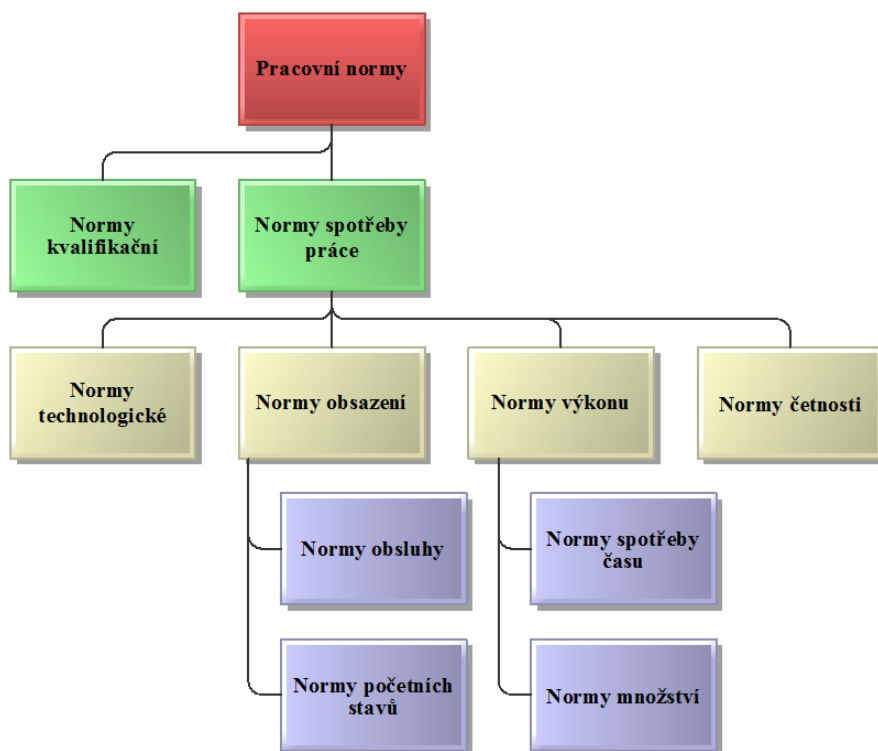 Pracovní normy
Normy
kvalifikační
Normy spotřeby
práce
Normy
technologické
Normy obsazení
Normy výkonu
Normy četnosti
Normy obsluhy
Normy spotřeby
času
Normy početních
stavů
Normy množství